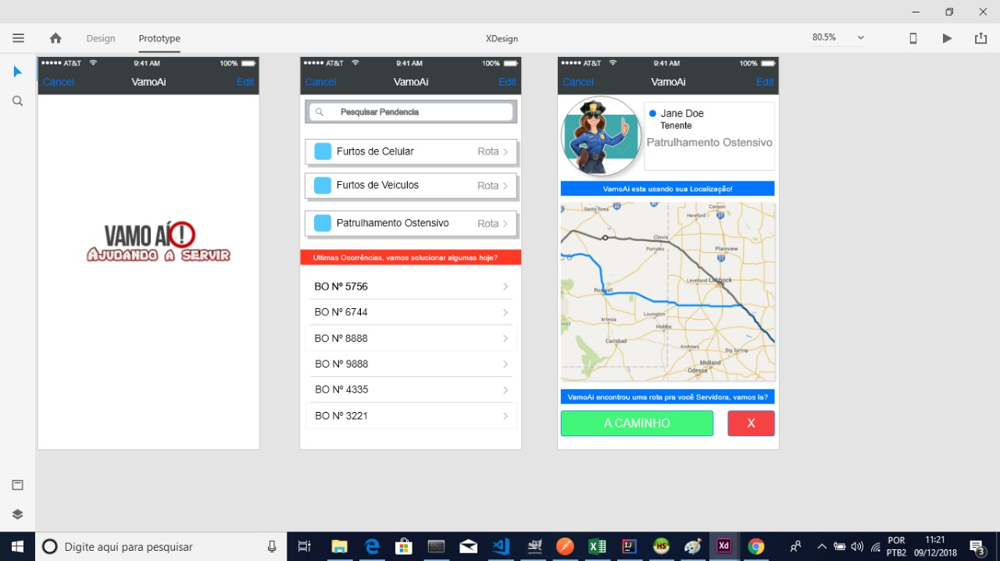 Design
Prototype
XDesign
80.5%
AT&T 9:41 AM 100%
Cancel VamoAi Edit
VAMO AÍ!
AJUDANDO A SERVIR
AT&T 9:41 AM 100%
Cancel VamoAi Edit
Pesquisar Pendencia
Furtos de Celular Rota
Furtos de Veiculos Rota
Patrulhamento Ostensivo Rota
Ultimas Ocorrências, vamos solucionar algumas hoje?
BO Nº 5756
BO Nº 6744
BO Nº 8888
BO Nº 9888
BO Nº 4335
BO Nº 3221
AT&T 9:41 AM 100%
Cancel VamoAi Edit
Jane Doe
Tenente
Patrulhamento Ostensivo
VamoAi esta usando sua Localização!
Santa Rosa
40
40
Canyon
Hereford
27
Clovis
Portales
Plainview
27
Levelland Lubbock
Roswell
Lovington
Artesia
Hobbs
Carlsbad
Andrews
Big Spring
Midland
Odessa
VamoAi encontrou uma rota pra você Servidora, vamos la?
A CAMINHO
X
Digite aqui para pesquisar
HS
Xd
POR
PTB2
11:21
09/12/2018
3